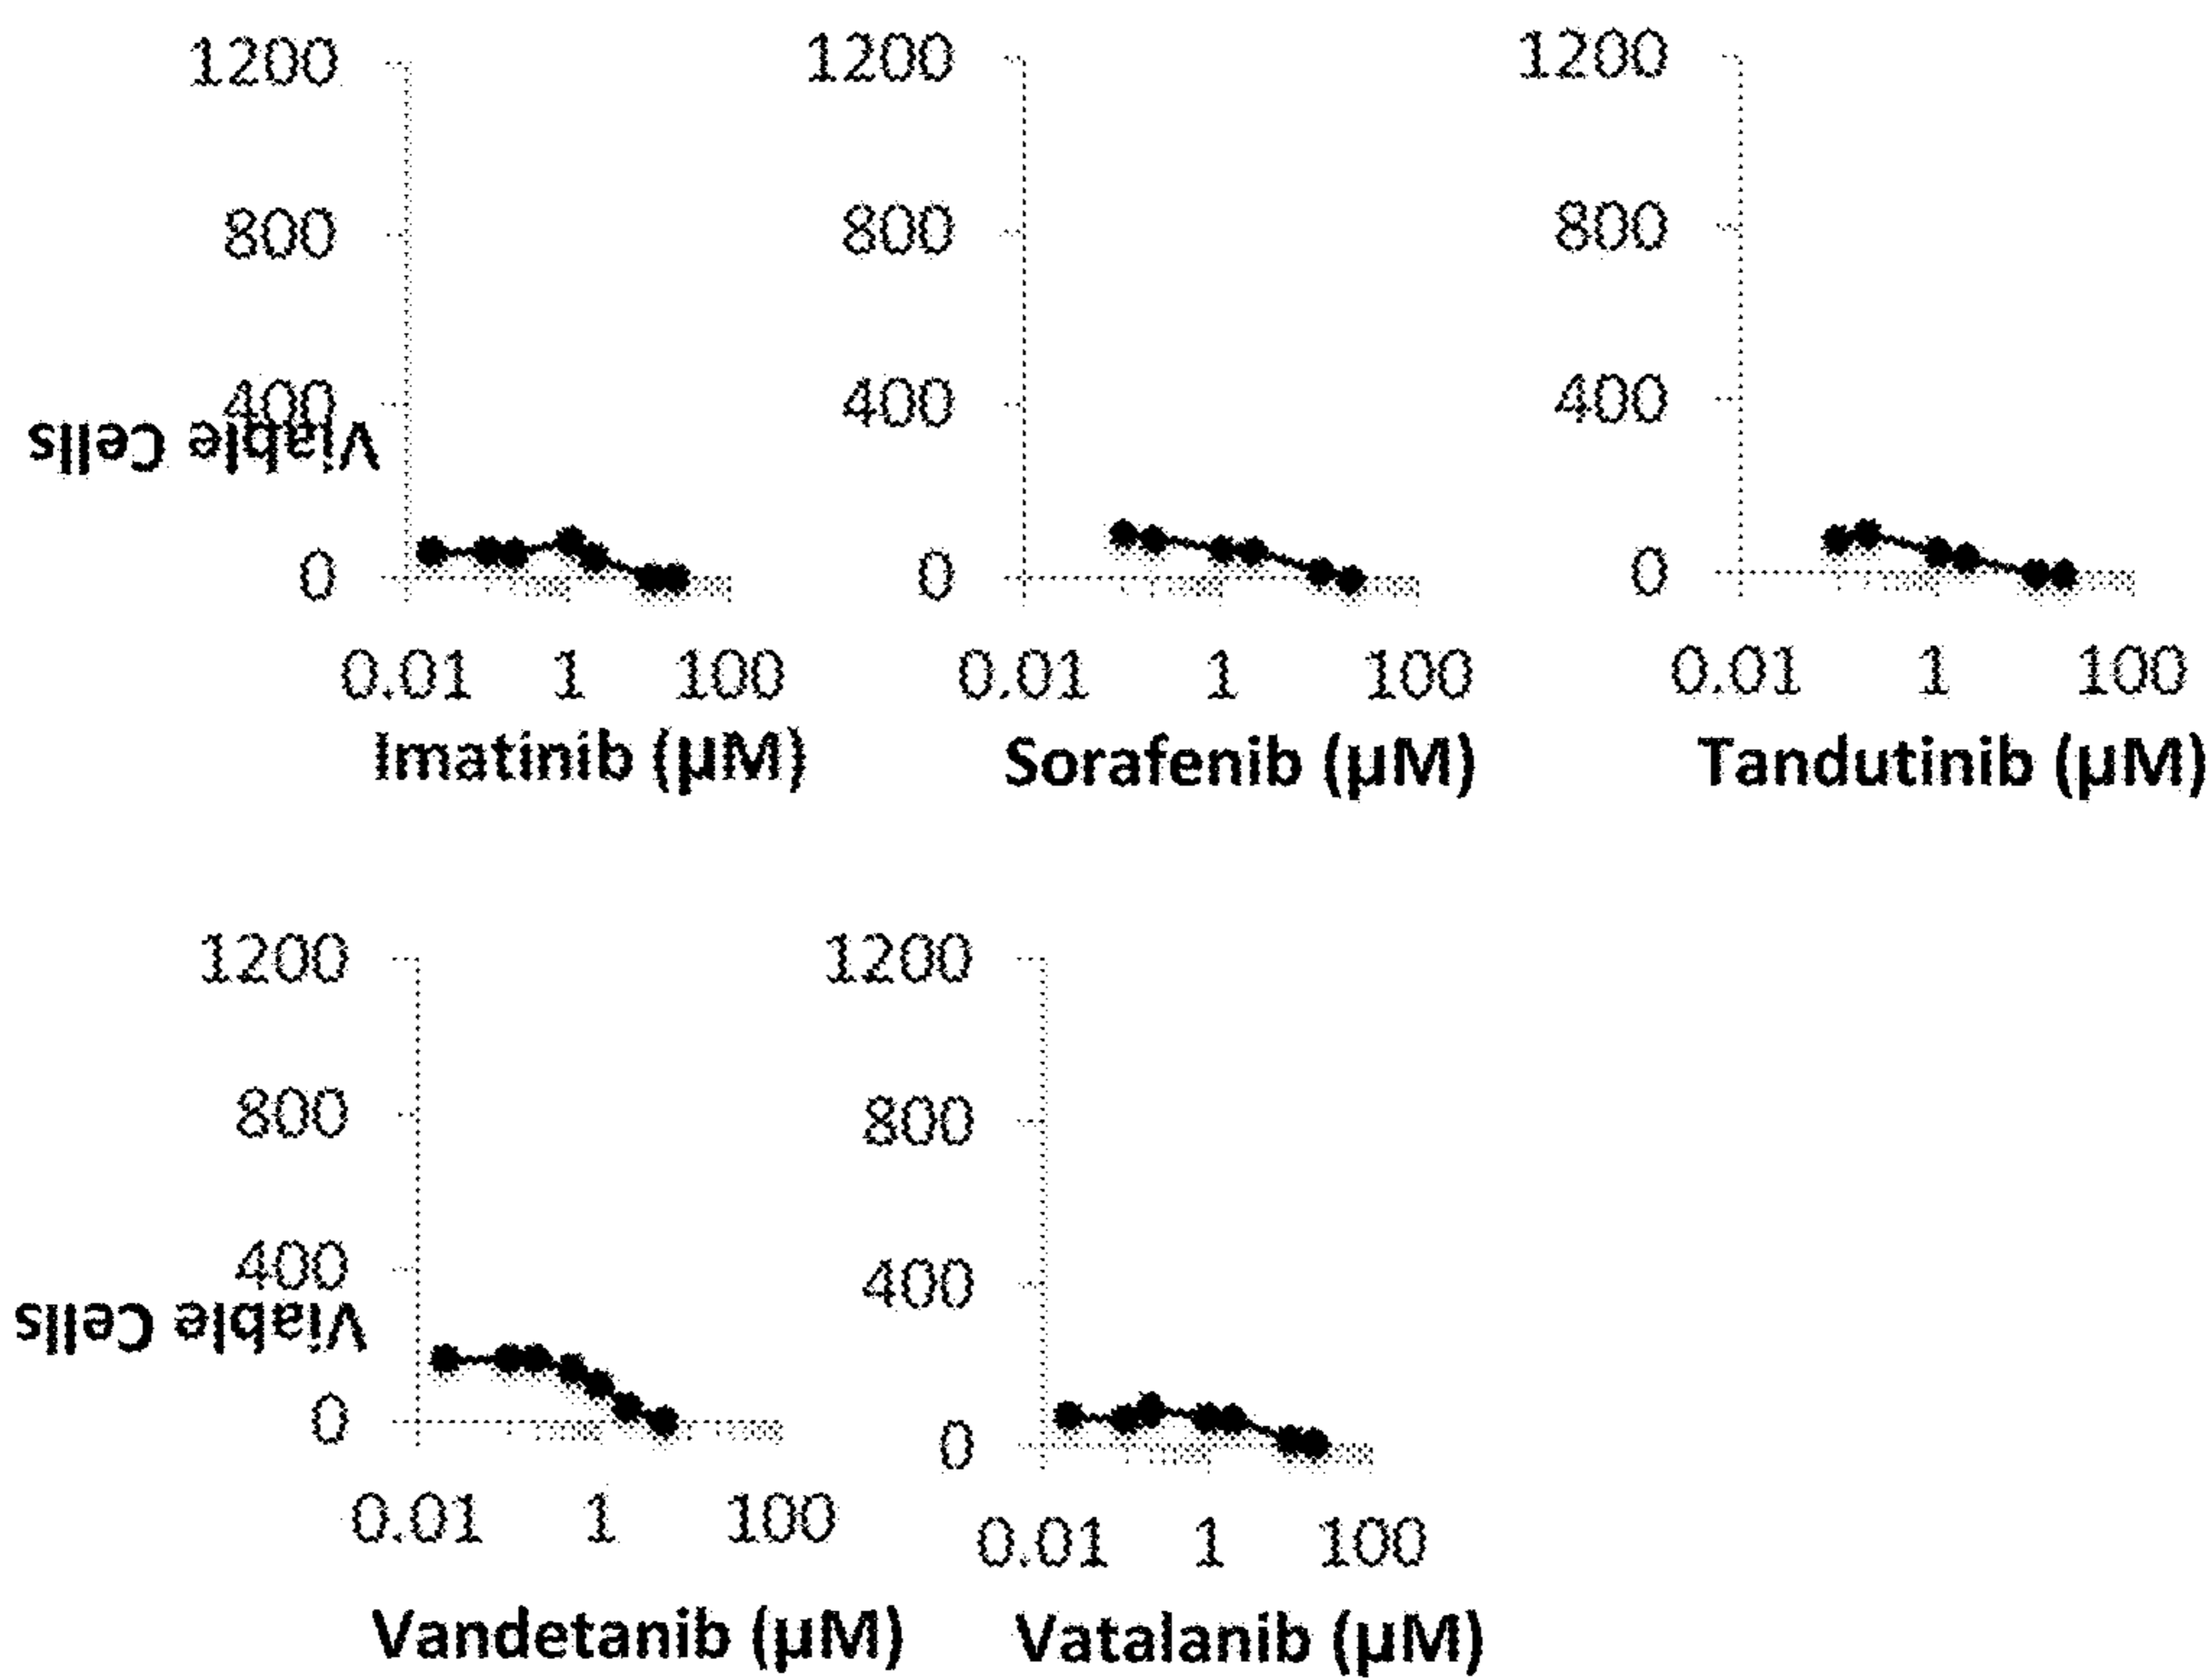 1200 1200 1200
800 800 800
400 400 400
Viable Cells
0 0 0
0.01 1 100 0.01 1 100 0.01 1 100
Imatinib (µM) Sorafenib (µM) Tandutinib (µM)
1200 1200
800 800
400 400
Viable Cells
0 0
0.01 1 100 0.01 1 100
Vandetanib (µM) Vatalanib (µM)